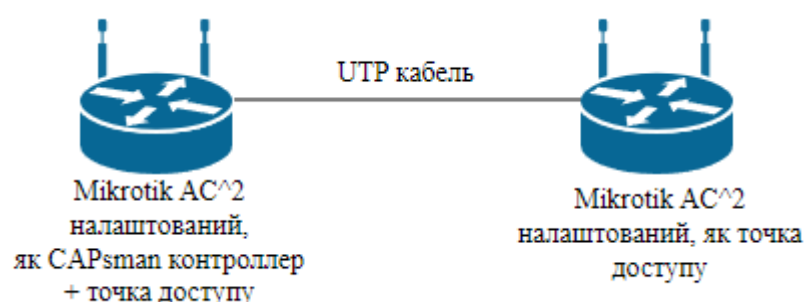 UTP кабель
Mikrotik AC^2
налаштований,
як CAPsman контроллер
+ точка доступу
Mikrotik AC^2
налаштований, як точка
доступу